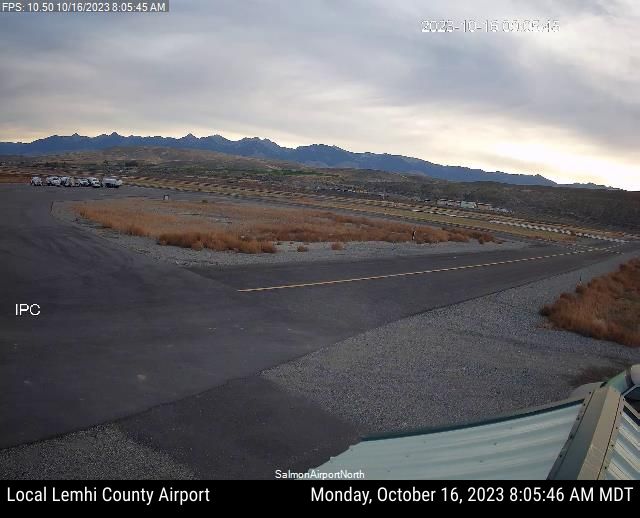 FPS: 10.50 10/16/2023 8:05:45 AM
IPC
SalmonAirportNorth
Local Lemhi County Airport
Monday, October 16, 2023 8:05:46 AM MDT